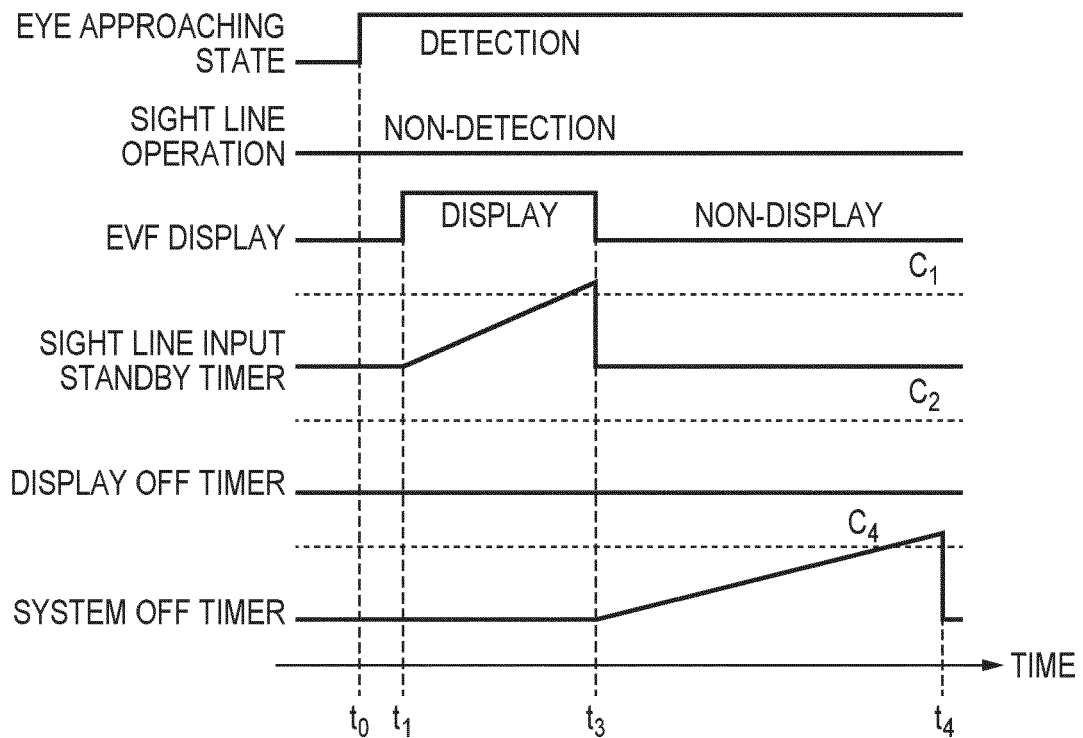 EYE APPROACHING
STATE
DETECTION
SIGHT LINE
OPERATION
NON-DETECTION
EVF DISPLAY
DISPLAY
NON-DISPLAY
C1
SIGHT LINE INPUT
STANDBY TIMER
C2
DISPLAY OFF TIMER
C4
SYSTEM OFF TIMER
TIME
t0 t1 t3 t4